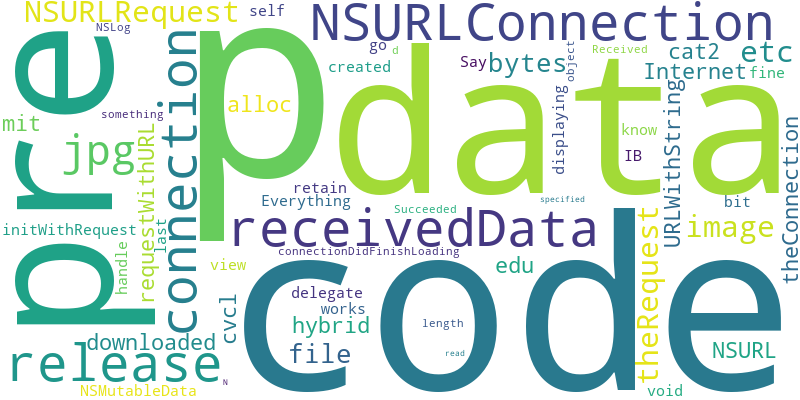 NSURLRequest
self
NSURLConnection
NSLog
go
d
Received
object
cat2
etc
pre
p
data
Say
bytes
Internet
fine
created
something
alloc
mit
jpg
connection
requestWithURL
displaying
know
IB
URLWithString
theConnection
retain
Everything
specified
bit
initWithRequest
handle
last
Succeeded
receivedData
image
connectionDidFinishLoading
view
code
edu
theRequest
delegate
works
cvcl
hybrid
length
downloaded
file
read
NSURL
release
N
NSMutableData
void